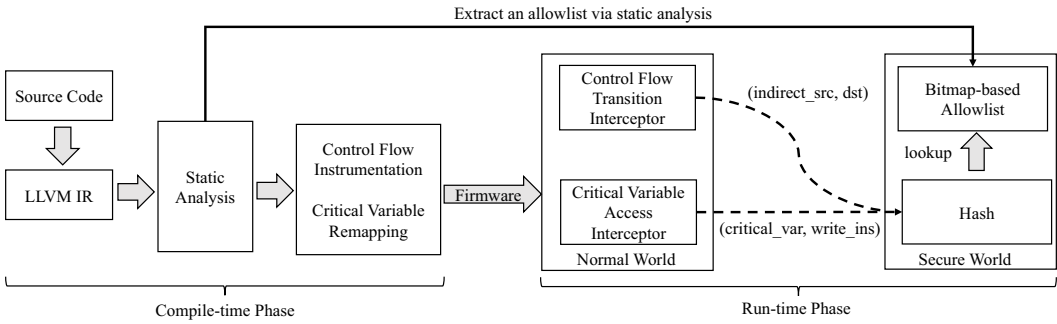 Extract an allowlist via static analysis
Source Code
LLVM IR
Static
Analysis
Control Flow
Instrumentation
Critical Variable
Remapping
Firmware
Control Flow
Transition
Interceptor
Critical Variable
Access
Interceptor
Normal World
(indirect_src, dst)
(critical_var, write_ins)
Bitmap-based
Allowlist
lookup
Hash
Secure World
Compile-time Phase
Run-time Phase